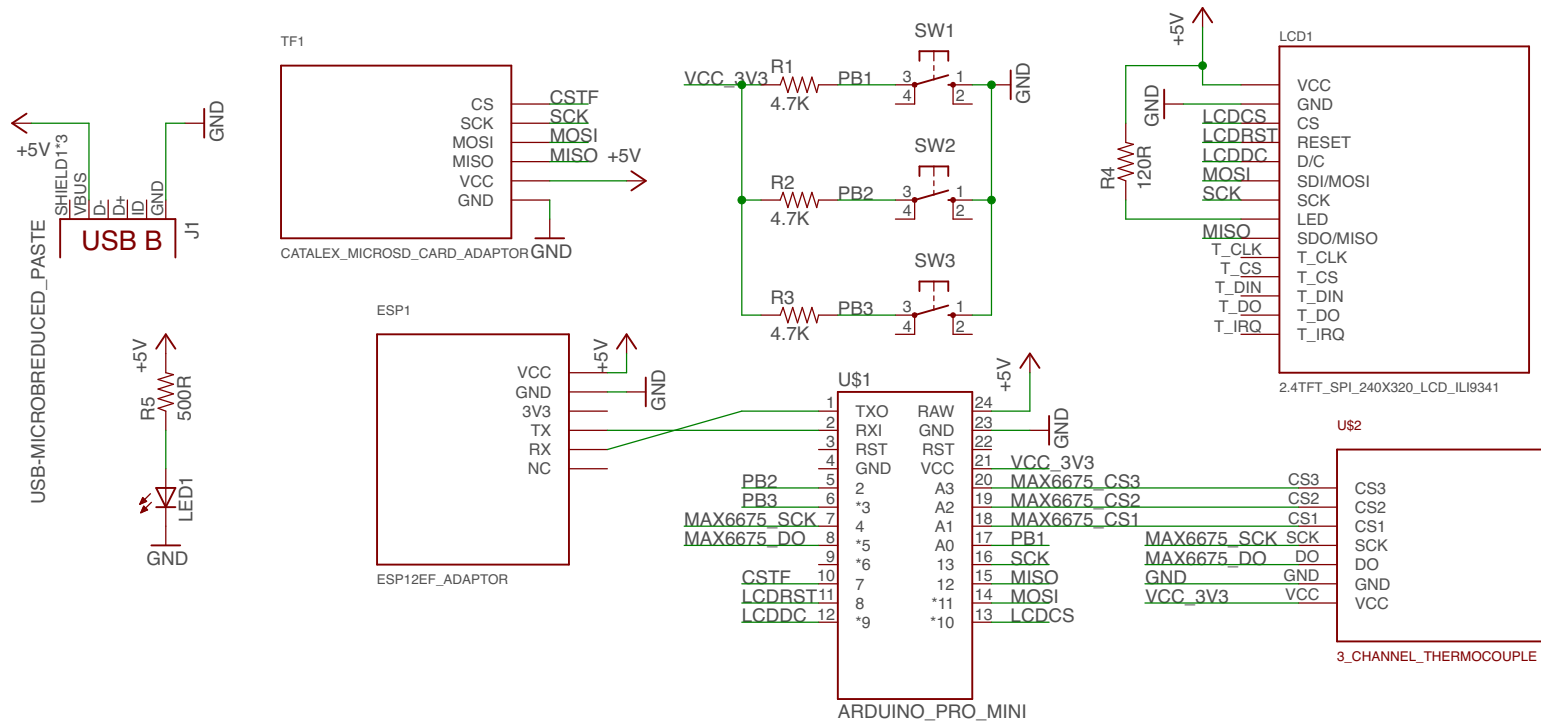 +5V
GND
SHIELD1*3
VBUS
D-
D+
ID
GND
USB B
J1
USB-MICROBREDUCED_PASTE
TF1
CS CSTF
SCK SCK
MOSI MOSI
MISO MISO
VCC +5V
GND
GND
CATALEX_MICROSD_CARD_ADAPTOR
VCC_3V3
R1
4.7K
PB1
SW1
3 1
4 2
GND
R2
4.7K
PB2
SW2
3 1
4 2
R3
4.7K
PB3
SW3
3 1
4 2
LCD1
+5V
GND
R4
120R
VCC
GND
LCDCS CS
LCDRST RESET
LCDDC D/C
MOSI SDI/MOSI
SCK SCK
LED
MISO SDO/MISO
T_CLK T_CLK
T_CS T_CS
T_DIN T_DIN
T_DO T_DO
T_IRQ T_IRQ
2.4TFT_SPI_240X320_LCD_ILI9341
+5V
R5
500R
LED1
GND
ESP1
VCC +5V
GND GND
3V3
TX
RX
NC
ESP12EF_ADAPTOR
U$1
+5V
GND
1 TXO RAW 24
2 RXI GND 23
3 RST RST 22
4 GND VCC 21 VCC_3V3
PB2 5 2 A3 20 MAX6675_CS3
PB3 6 *3 A2 19 MAX6675_CS2
MAX6675_SCK 7 4 A1 18 MAX6675_CS1
MAX6675_DO 8 *5 A0 17 PB1
9 *6 13 16 SCK
CSTF 10 7 12 15 MISO
LCDRST 11 8 *11 14 MOSI
LCDDC 12 *9 *10 13 LCDCS
ARDUINO_PRO_MINI
U$2
CS3 CS3
CS2 CS2
CS1 CS1
MAX6675_SCK SCK SCK
MAX6675_DO DO DO
GND GND GND
VCC_3V3 VCC VCC
3_CHANNEL_THERMOCOUPLE